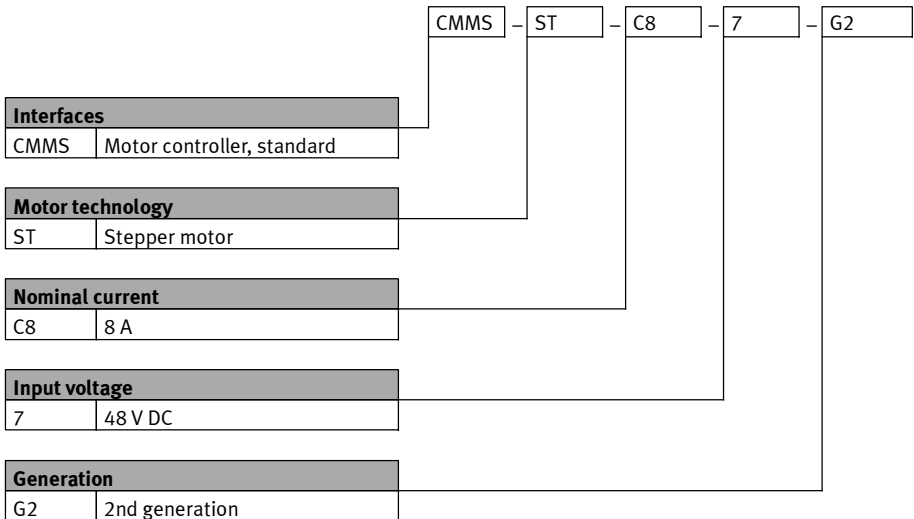 CMMS – ST – C8 – 7 – G2
Interfaces
CMMS Motor controller, standard
Motor technology
ST Stepper motor
Nominal current
C8 8 A
Input voltage
7 48 V DC
Generation
G2 2nd generation